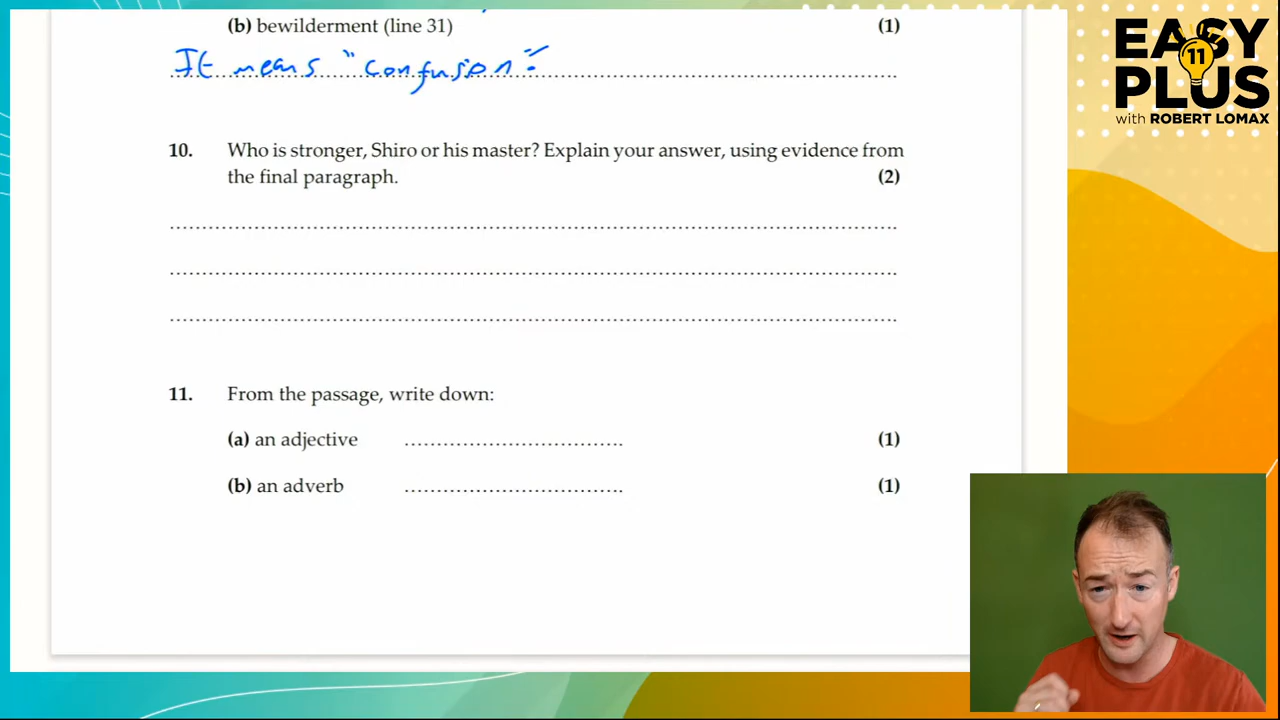 (b) bewilderment (line 31) (1)
It means "confusion".
10. Who is stronger, Shiro or his master? Explain your answer, using evidence from
the final paragraph. (2)
11. From the passage, write down:
(a) an adjective (1)
(b) an adverb (1)
EASY
11
PLUS
with ROBERT LOMAX